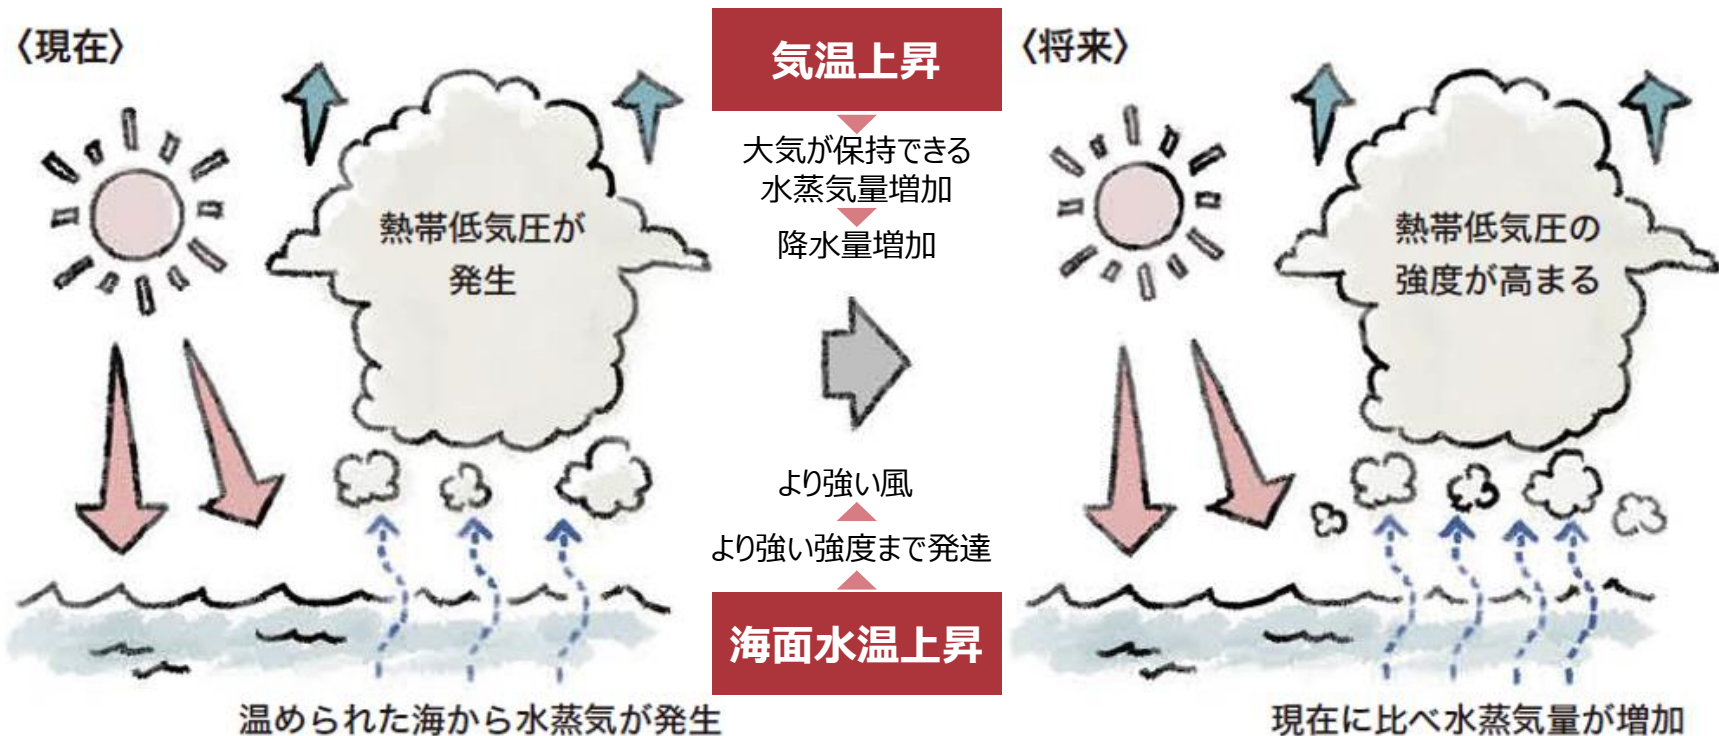 〈現在〉
熱帯低気圧が
発生
温められた海から水蒸気が発生
気温上昇
大気が保持できる
水蒸気量増加
降水量増加
より強い風
より強い強度まで発達
海面水温上昇
〈将来〉
熱帯低気圧の
強度が高まる
現在に比べ水蒸気量が増加